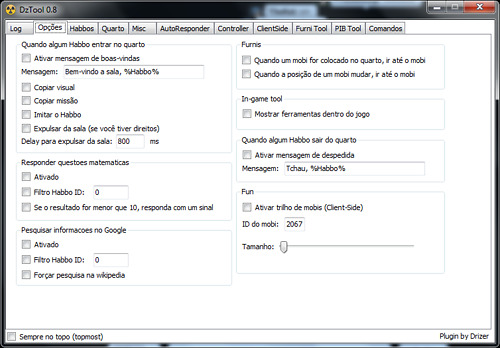 DzTool 0.8
Log Opções Habbos Quarto Misc AutoResponder Controller ClientSide Furni Tool PIB Tool Comandos
Quando algum Habbo entrar no quarto
Ativar mensagem de boas-vindas
Mensagem: Bem-vindo a sala, %Habbo%
Copiar visual
Copiar missão
Imitar o Habbo
Expulsar da sala (se você tiver direitos)
Delay para expulsar da sala: 800 ms
Responder questoes matematicas
Ativado
Filtro Habbo ID: 0
Se o resultado for menor que 10, responda com um sinal
Pesquisar informacoes no Google
Ativado
Filtro Habbo ID: 0
Forçar pesquisa na wikipedia
Furnis
Quando um mobi for colocado no quarto, ir até o mobi
Quando a posição de um mobi mudar, ir até o mobi
In-game tool
Mostrar ferramentas dentro do jogo
Quando algum Habbo sair do quarto
Ativar mensagem de despedida
Mensagem: Tchau, %Habbo%
Fun
Ativar trilho de mobis (Client-Side)
ID do mobi: 2067
Tamanho:
Sempre no topo (topmost)
Plugin by Drizer